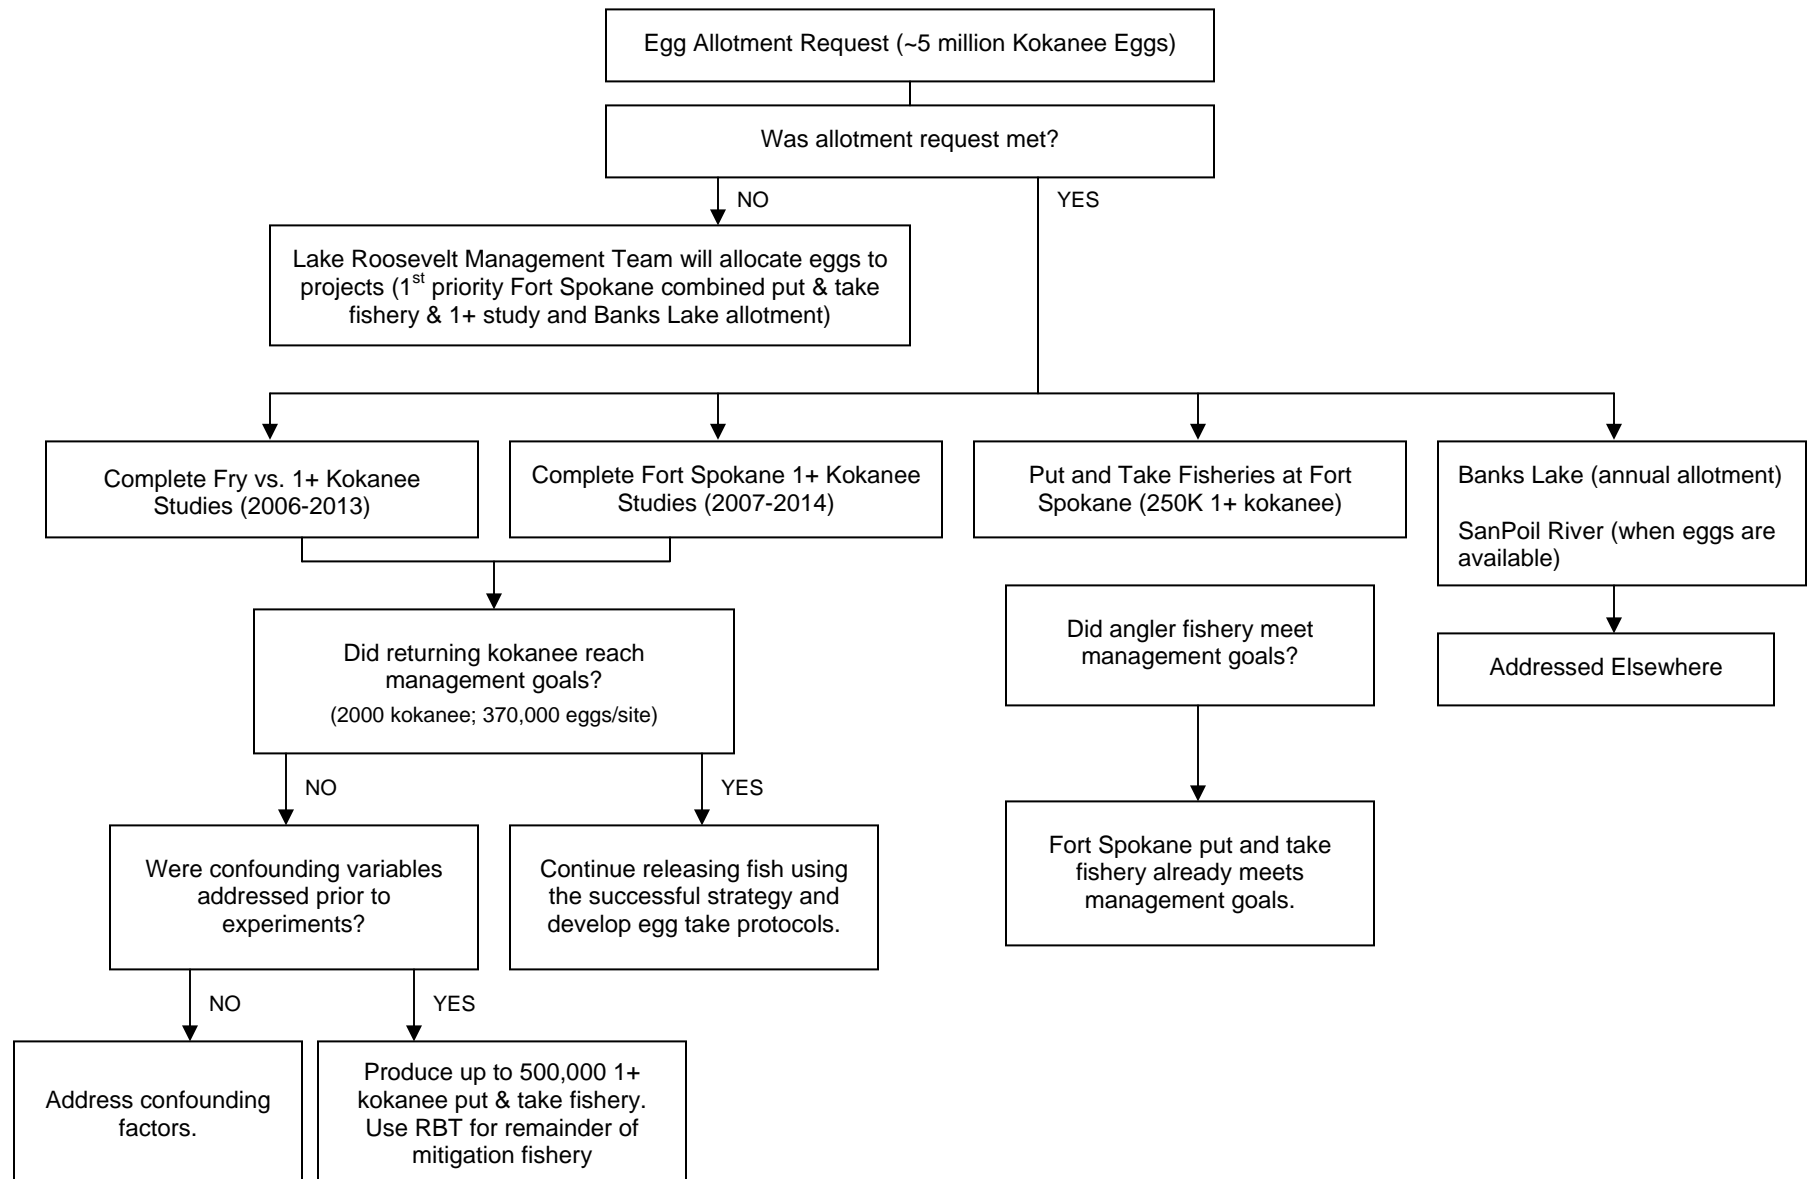 Egg Allotment Request (~5 million Kokanee Eggs)
Was allotment request met?
NO
YES
Lake Roosevelt Management Team will allocate eggs to
projects (1st priority Fort Spokane combined put & take
fishery & 1+ study and Banks Lake allotment)
Complete Fry vs. 1+ Kokanee
Studies (2006-2013)
Complete Fort Spokane 1+ Kokanee
Studies (2007-2014)
Put and Take Fisheries at Fort
Spokane (250K 1+ kokanee)
Banks Lake (annual allotment)
SanPoil River (when eggs are
available)
Did returning kokanee reach
management goals?
(2000 kokanee; 370,000 eggs/site)
Did angler fishery meet
management goals?
Addressed Elsewhere
NO
YES
Were confounding variables
addressed prior to
experiments?
Continue releasing fish using
the successful strategy and
develop egg take protocols.
Fort Spokane put and take
fishery already meets
management goals.
NO
YES
Address confounding
factors.
Produce up to 500,000 1+
kokanee put & take fishery.
Use RBT for remainder of
mitigation fishery